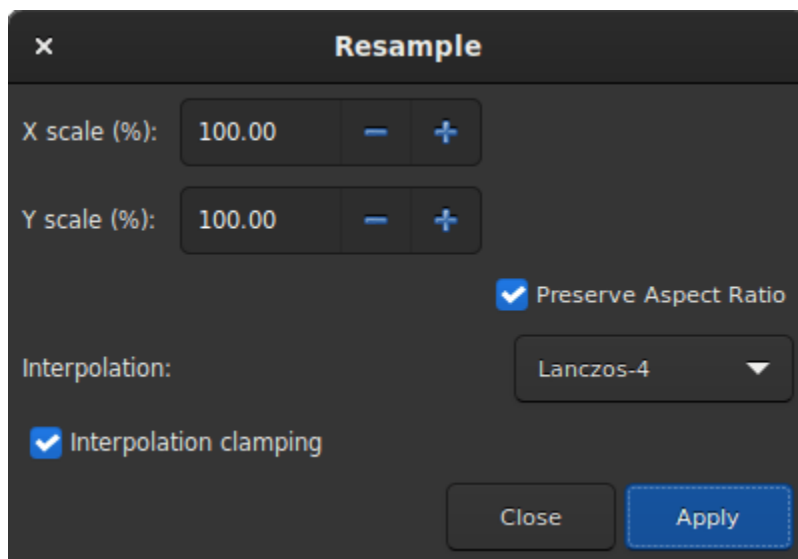 Resample
X scale (%): 100.00
Y scale (%): 100.00
Preserve Aspect Ratio
Interpolation: Lanczos-4
Interpolation clamping
Close Apply